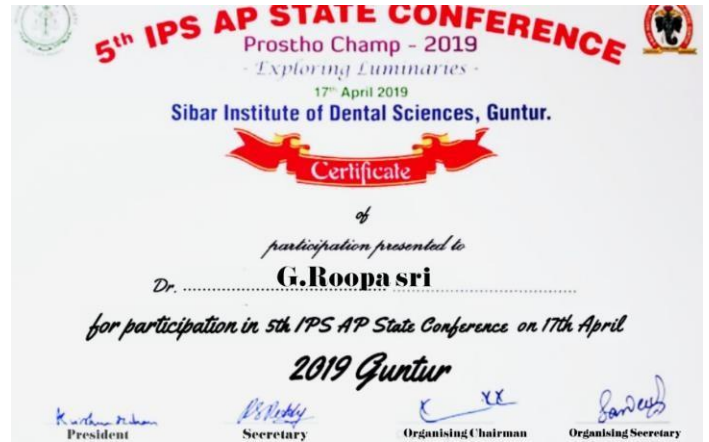 5th IPS AP STATE CONFERENCE
Prostho Champ - 2019
- Exploring Luminaries -
17th April 2019
Sibar Institute of Dental Sciences, Guntur.
Certificate
of
participation presented to
Dr. G.Roopa sri
for participation in 5th IPS AP State Conference on 17th April
2019 Guntur
President Secretary Organising Chairman Organising Secretary